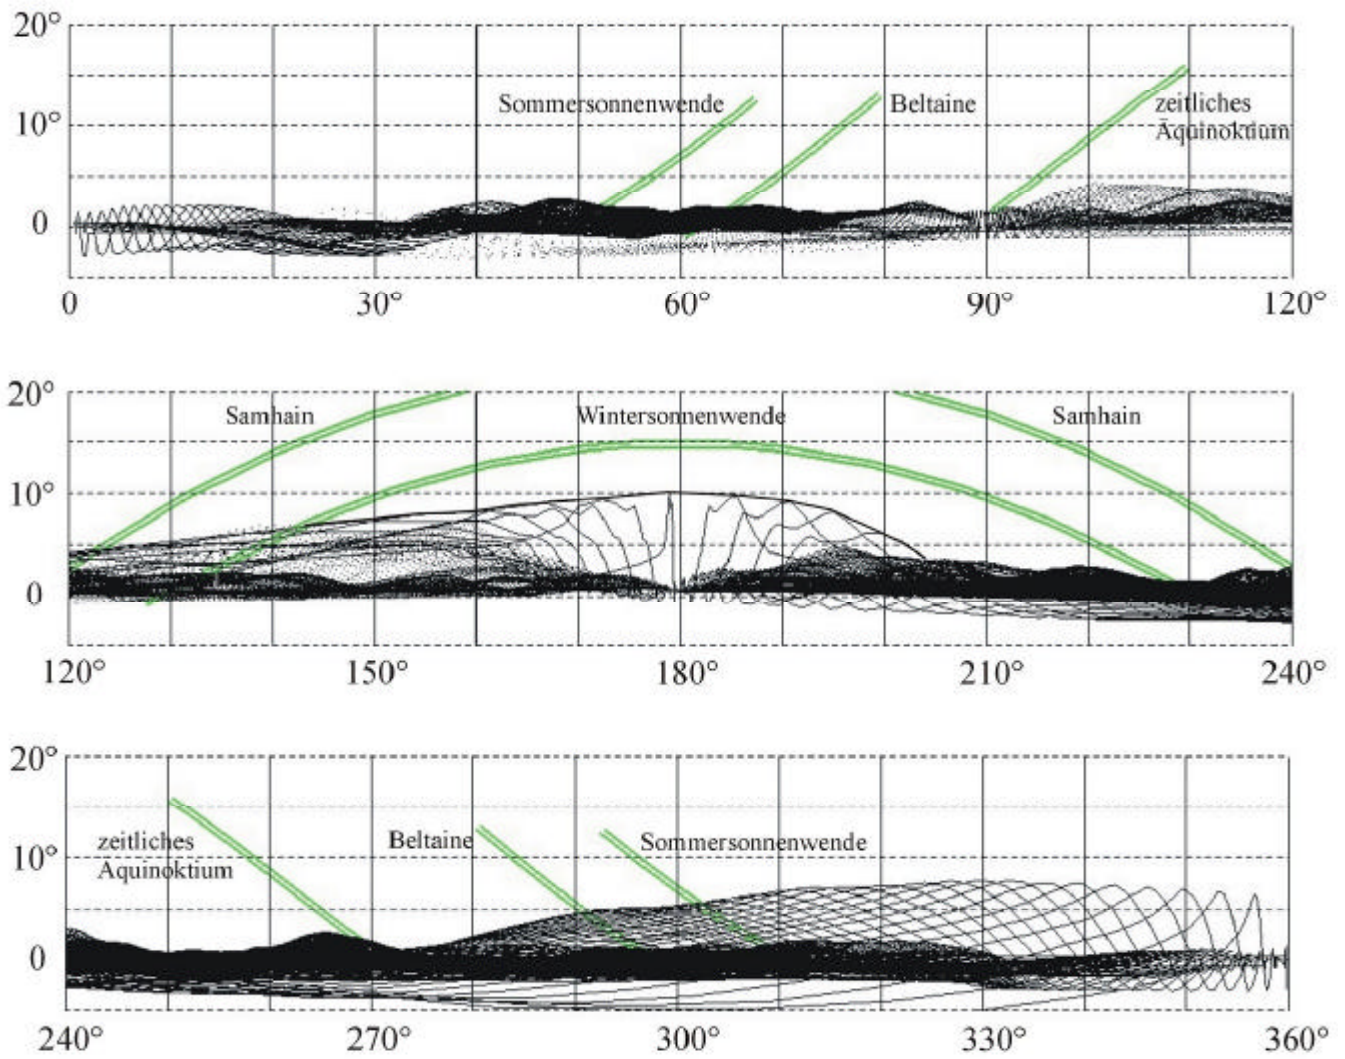 20°
Sommersonnenwende
Beltaine
zeitliches
Äquinoktium
10°
0
0
30°
60°
90°
120°
20°
Samhain
Wintersonnenwende
Samhain
10°
0
120°
150°
180°
210°
240°
20°
zeitliches
Aquinoktium
Beltaine
Sommersonnenwende
10°
0
240°
270°
300°
330°
360°